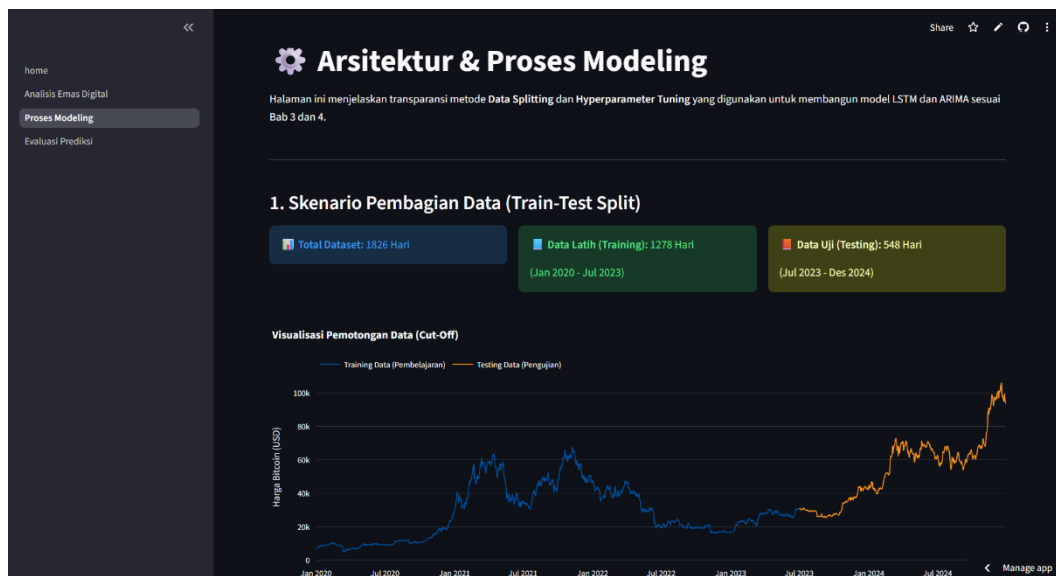 Share
home
Analisis Emas Digital
Proses Modeling
Evaluasi Prediksi
Arsitektur & Proses Modeling
Halaman ini menjelaskan transparansi metode Data Splitting dan Hyperparameter Tuning yang digunakan untuk membangun model LSTM dan ARIMA sesuai
Bab 3 dan 4.
1. Skenario Pembagian Data (Train-Test Split)
Total Dataset: 1826 Hari
Data Latih (Training): 1278 Hari
(Jan 2020 - Jul 2023)
Data Uji (Testing): 548 Hari
(Jul 2023 - Des 2024)
Visualisasi Pemotongan Data (Cut-Off)
Training Data (Pembelajaran)
Testing Data (Pengujian)
Harga Bitcoin (USD)
100k
80k
60k
40k
20k
0
Jan 2020
Jul 2020
Jan 2021
Jul 2021
Jan 2022
Jul 2022
Jan 2023
Jul 2023
Jan 2024
Jul 2024
Manage app